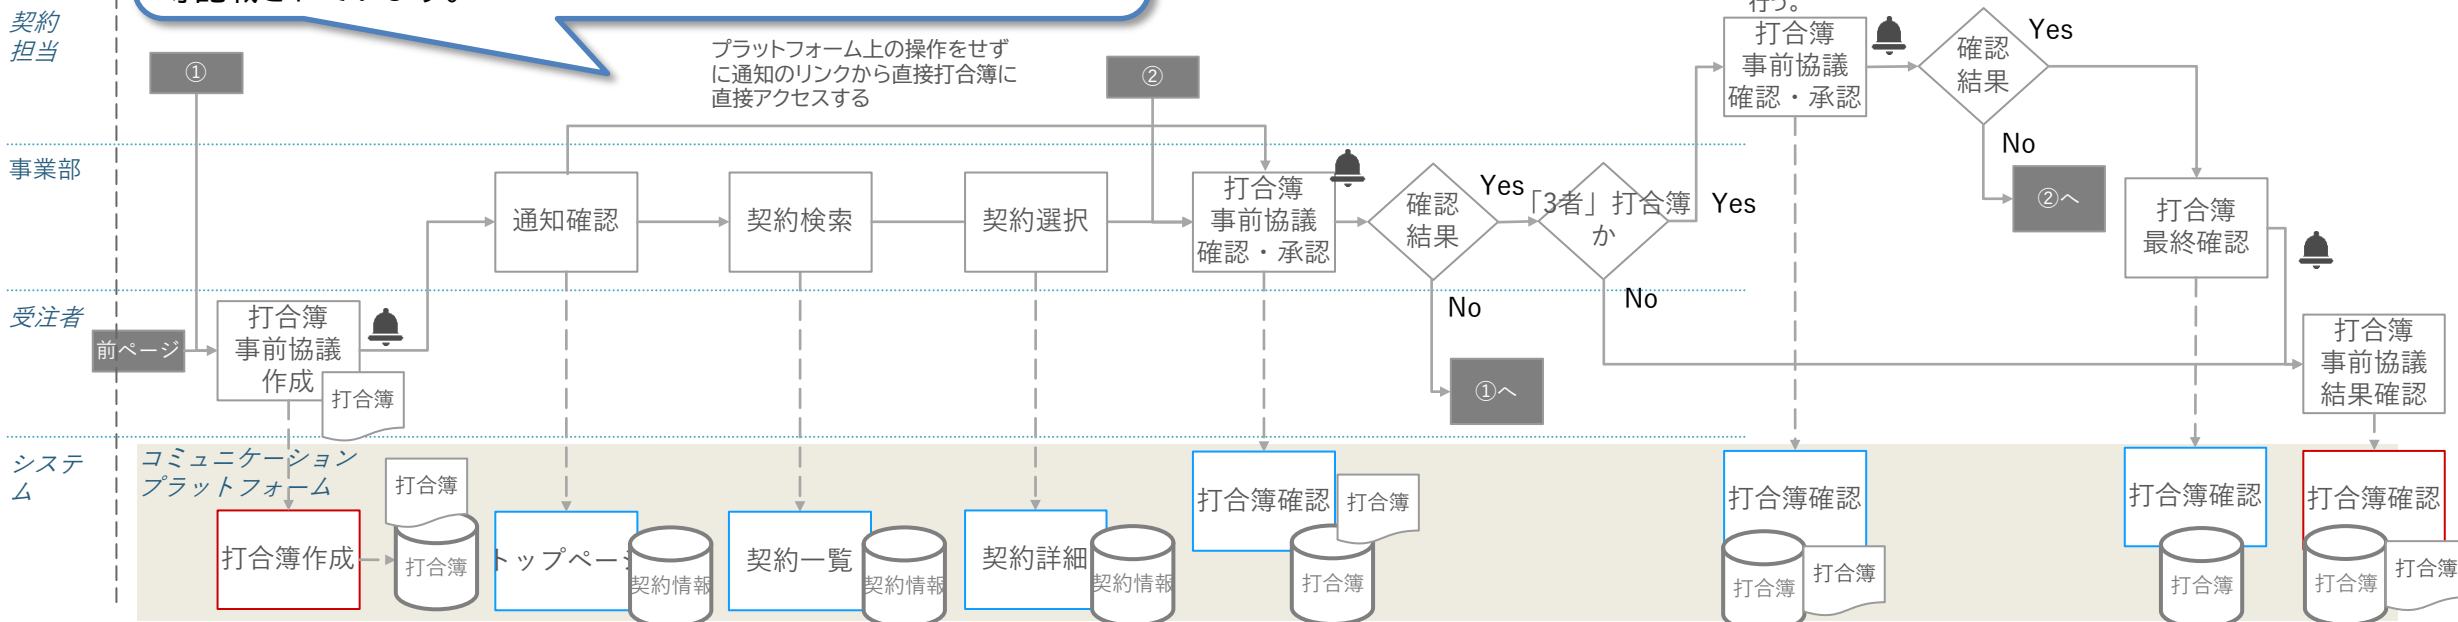 行う。
契約
担当
①
プラットフォーム上の操作をせず
に通知のリンクから直接打合簿に
直接アクセスする
②
打合簿
事前協議
確認・承認
確認
結果
Yes
No
②へ
事業部
通知確認
契約検索
契約選択
打合簿
事前協議
確認・承認
確認
結果
Yes
No
①へ
「3者」打合簿
か
Yes
No
打合簿
最終確認
受注者
前ページ
打合簿
事前協議
作成
打合簿
打合簿
事前協議
結果確認
システ
ム
コミュニケーション
プラットフォーム
打合簿作成
打合簿
打合簿
トップページ
契約情報
契約一覧
契約情報
契約詳細
契約情報
打合簿確認
打合簿
打合簿
打合簿確認
打合簿
打合簿
打合簿確認
打合簿
打合簿確認
打合簿
打合簿